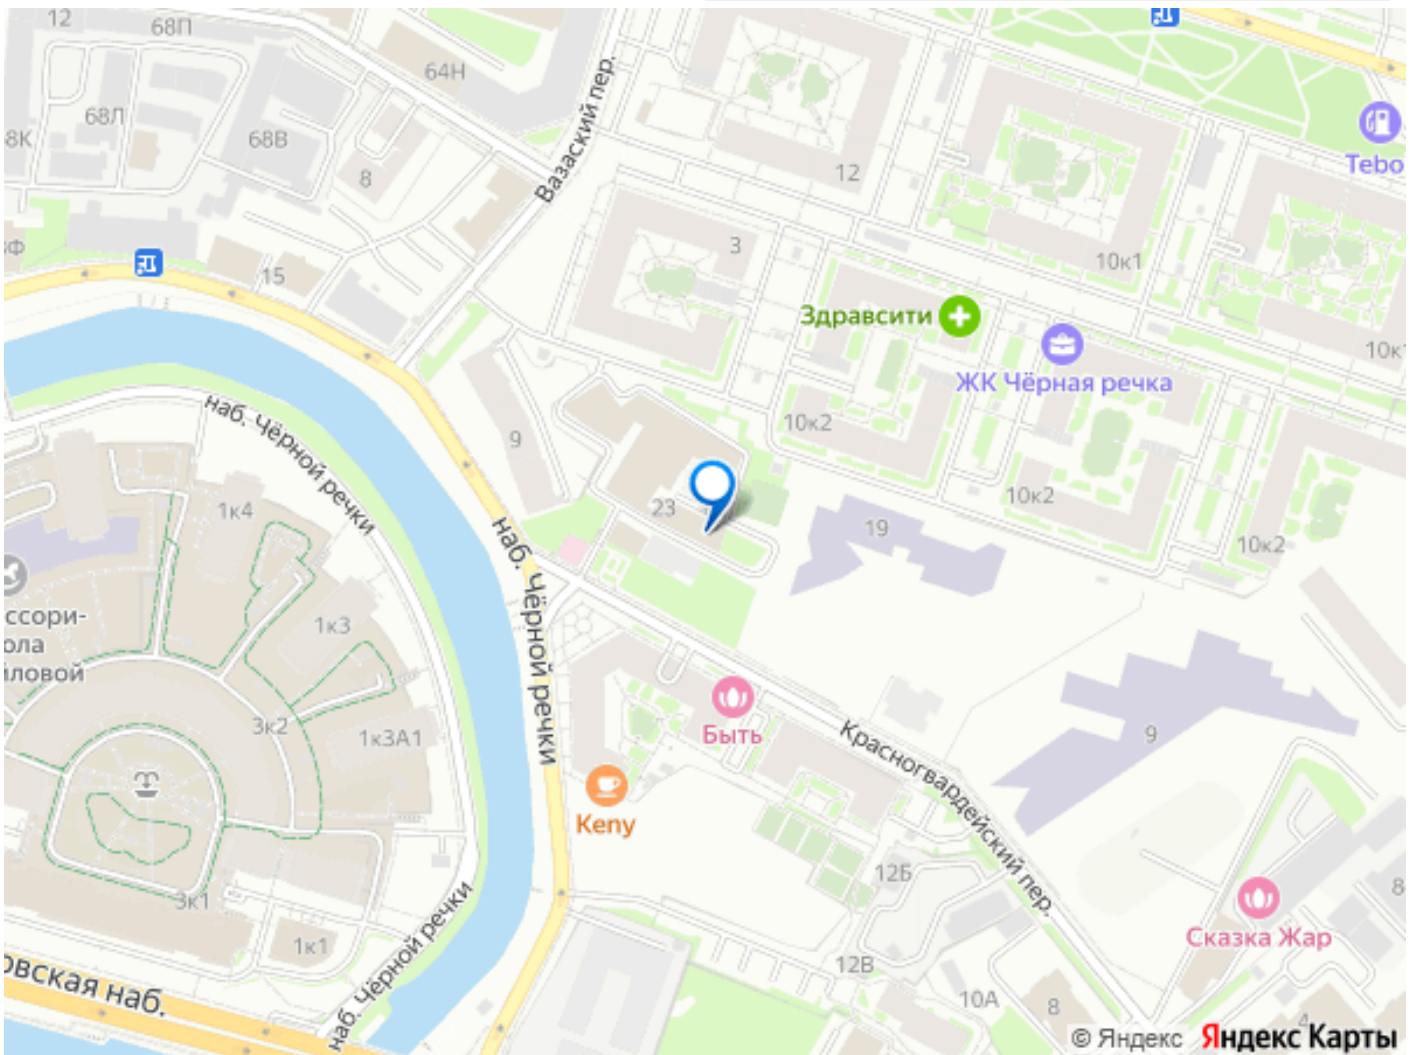 12
68П
64Н
68Л
68В
8К
8
Вазаский пер.
12
Tebo
3
10к1
15
Здравсити
ЖК Чёрная речка
10к2
9
наб. Чёрной речки
23
1к4
19
10к2
10к2
наб. Чёрной речки
ссори-
ола
иловой
1к3
3к2
1к3А1
Быть
Красногвардейский пер.
9
Keny
12Б
3к1
1к1
наб. Чёрной речки
Сказка Жар
8
12В
10А
8
4
овская наб.
© Яндекс Яндекс Карты